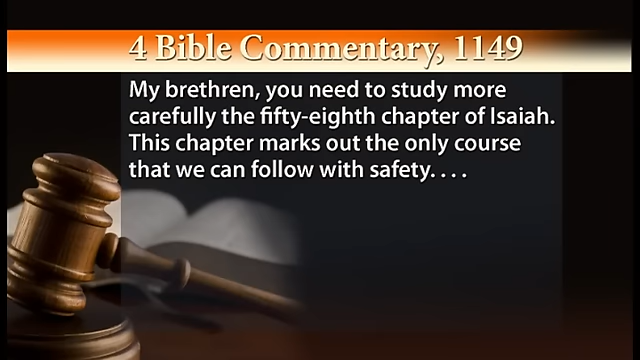 4 Bible Commentary, 1149
My brethren, you need to study more
carefully the fifty-eighth chapter of Isaiah.
This chapter marks out the only course
that we can follow with safety. . . .